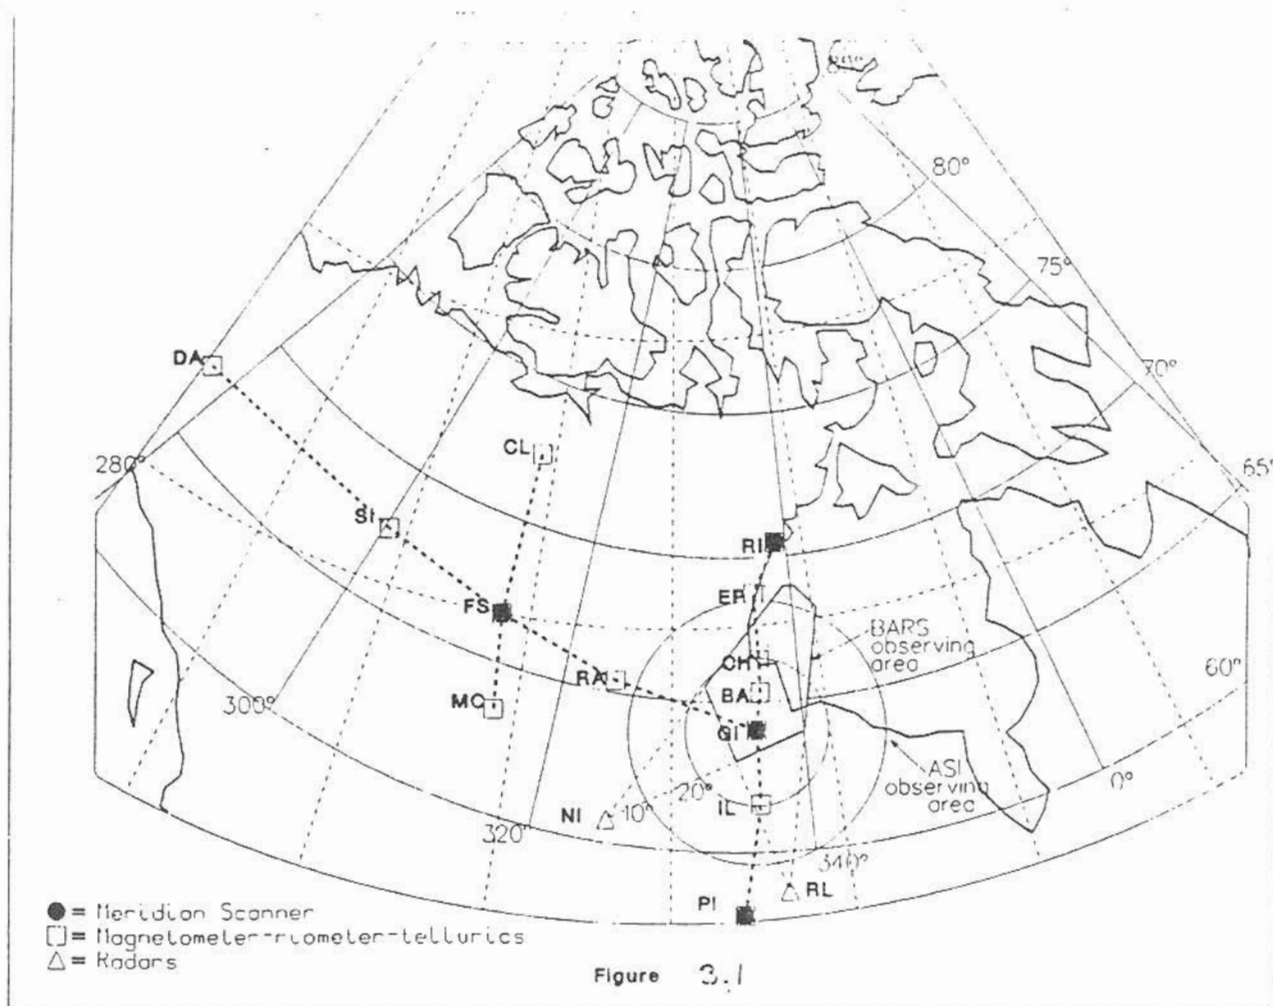 80°
75°
70°
65°
60°
DA
CL
280°
SI
RI
FS
ER
BARS
observing
area
CH
RA
BA
MC
300°
GI
ASI
observing
area
0°
20°
10°
IL
NI
320°
340°
RL
PI
= Meridian Scanner
= Magnetometer-riometer-tellurics
= Radars
Figure 3.1